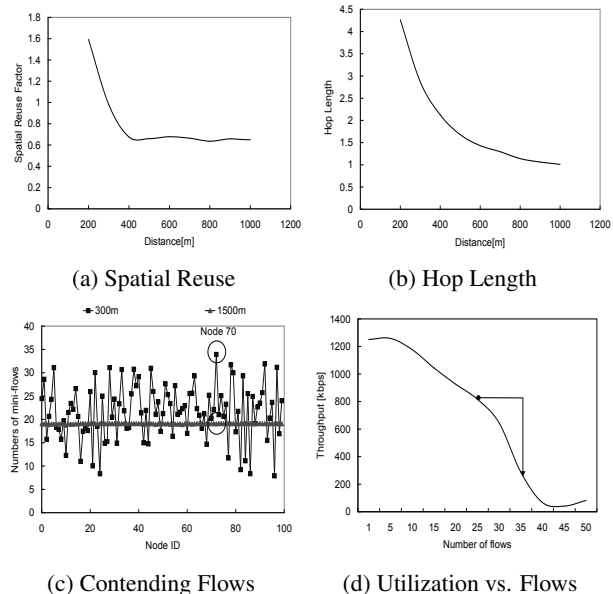 1.8
1.6
1.4
1.2
1
0.8
0.6
0.4
0.2
0
Spatial Reuse Factor
0 200 400 600 800 1000 1200
Distance[m]
(a) Spatial Reuse
4.5
4
3.5
3
2.5
2
1.5
1
0.5
0
Hop Length
0 200 400 600 800 1000 1200
Distance[m]
(b) Hop Length
300m 1500m
Node 70
40
35
30
25
20
15
10
5
0
Numbers of mini-flows
0 20 40 60 80 100
Node ID
(c) Contending Flows
1400
1200
1000
800
600
400
200
0
Throughput [kbps]
1 5 10 15 20 25 30 35 40 45 50
Number of flows
(d) Utilization vs. Flows